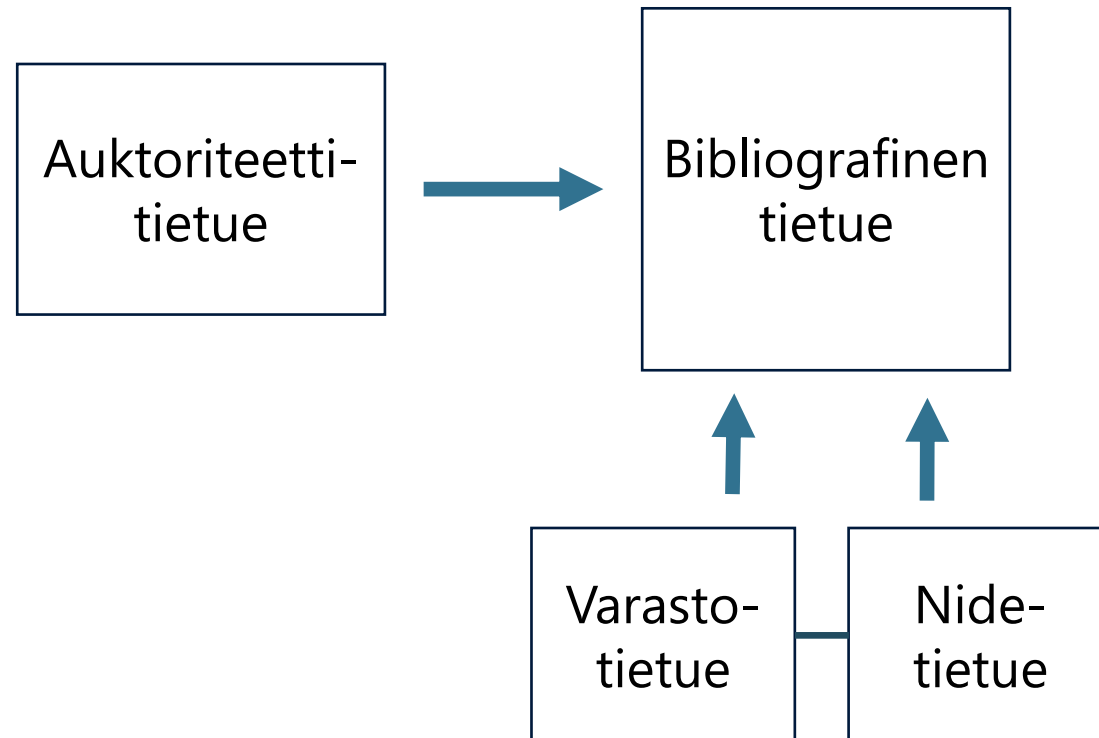 Auktoriteetti-
tietue
Bibliografinen
tietue
Varasto-
tietue
Nide-
tietue